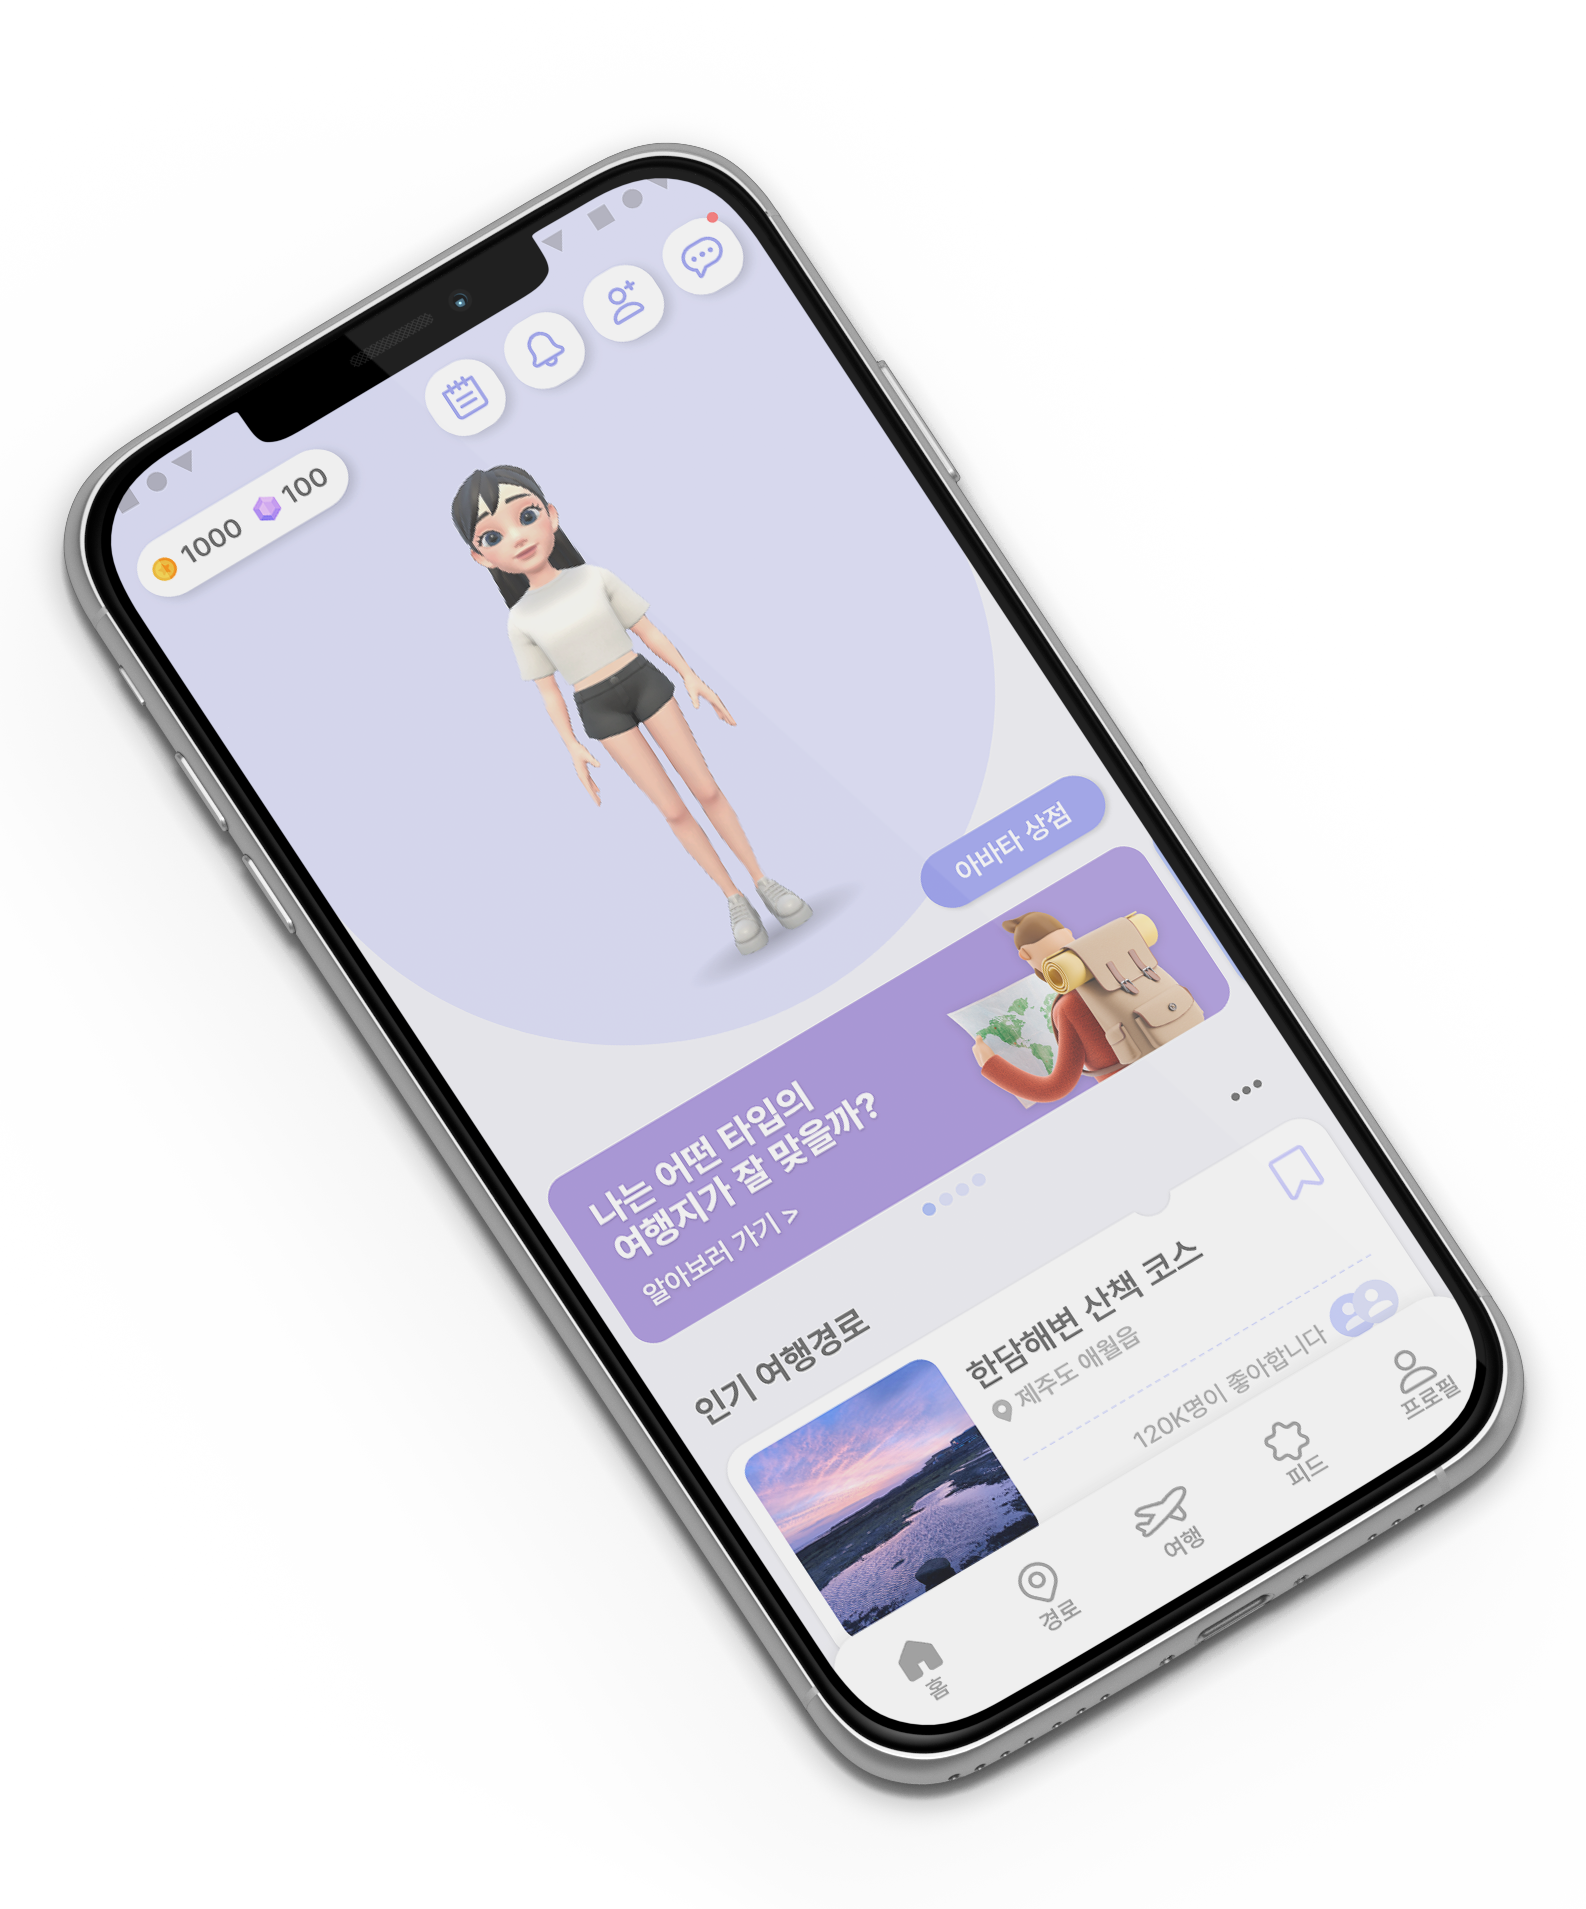 1000 100
아바타 상점
나는 어떤 타입의
여행지가 잘 맞을까?
알아보러 가기 >
인기 여행경로
한담해변 산책 코스
제주도 애월읍
120K명이 좋아합니다
홈
경로
여행
피드
프로필